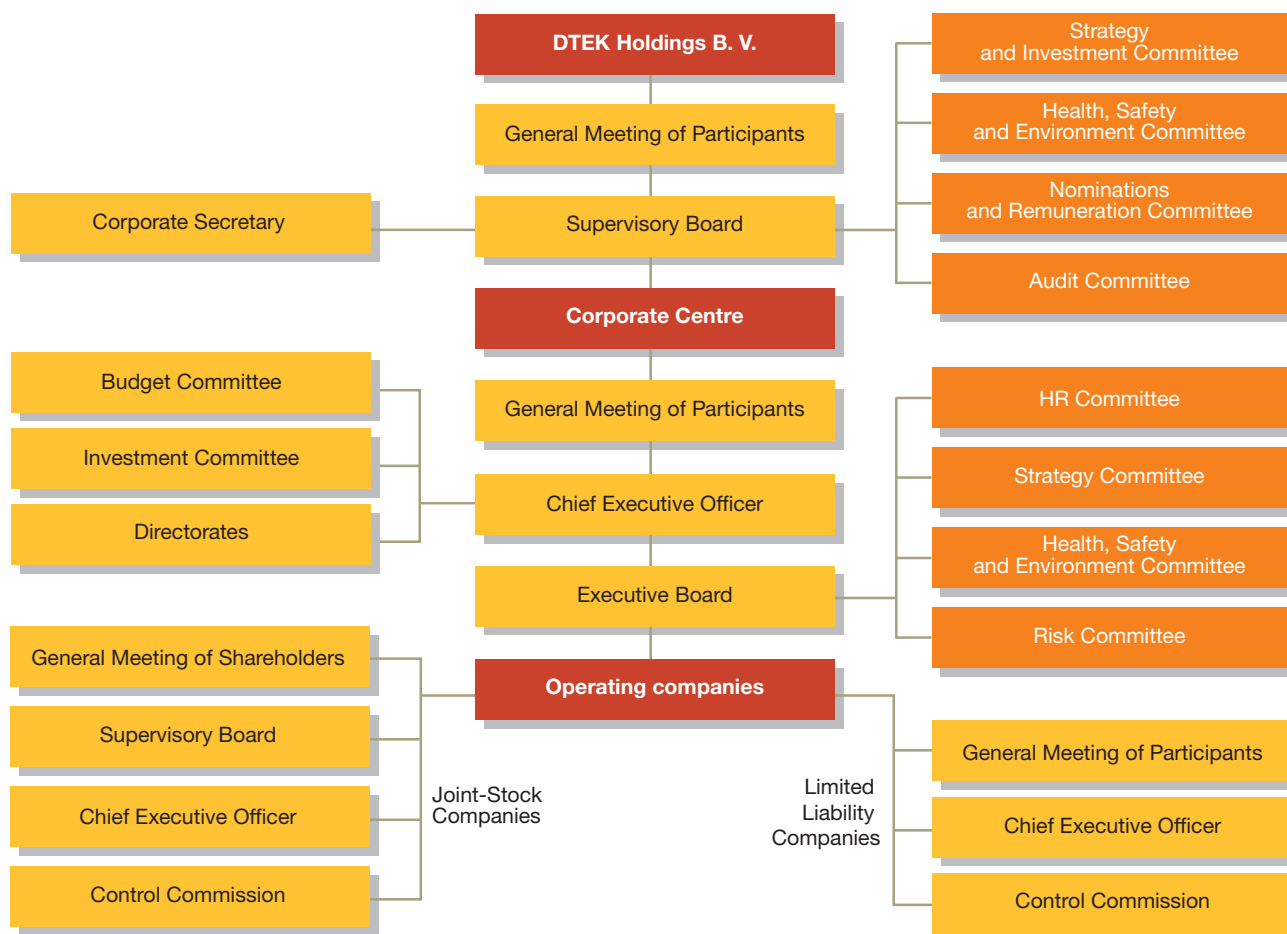 DTEK Holdings B. V.
General Meeting of Participants
Corporate Secretary
Supervisory Board
Strategy
and Investment Committee
Health, Safety
and Environment Committee
Nominations
and Remuneration Committee
Audit Committee
Corporate Centre
General Meeting of Participants
Budget Committee
Investment Committee
Directorates
Chief Executive Officer
Executive Board
HR Committee
Strategy Committee
Health, Safety
and Environment Committee
Risk Committee
Operating companies
General Meeting of Shareholders
Supervisory Board
Chief Executive Officer
Control Commission
Joint-Stock
Companies
Limited
Liability
Companies
General Meeting of Participants
Chief Executive Officer
Control Commission